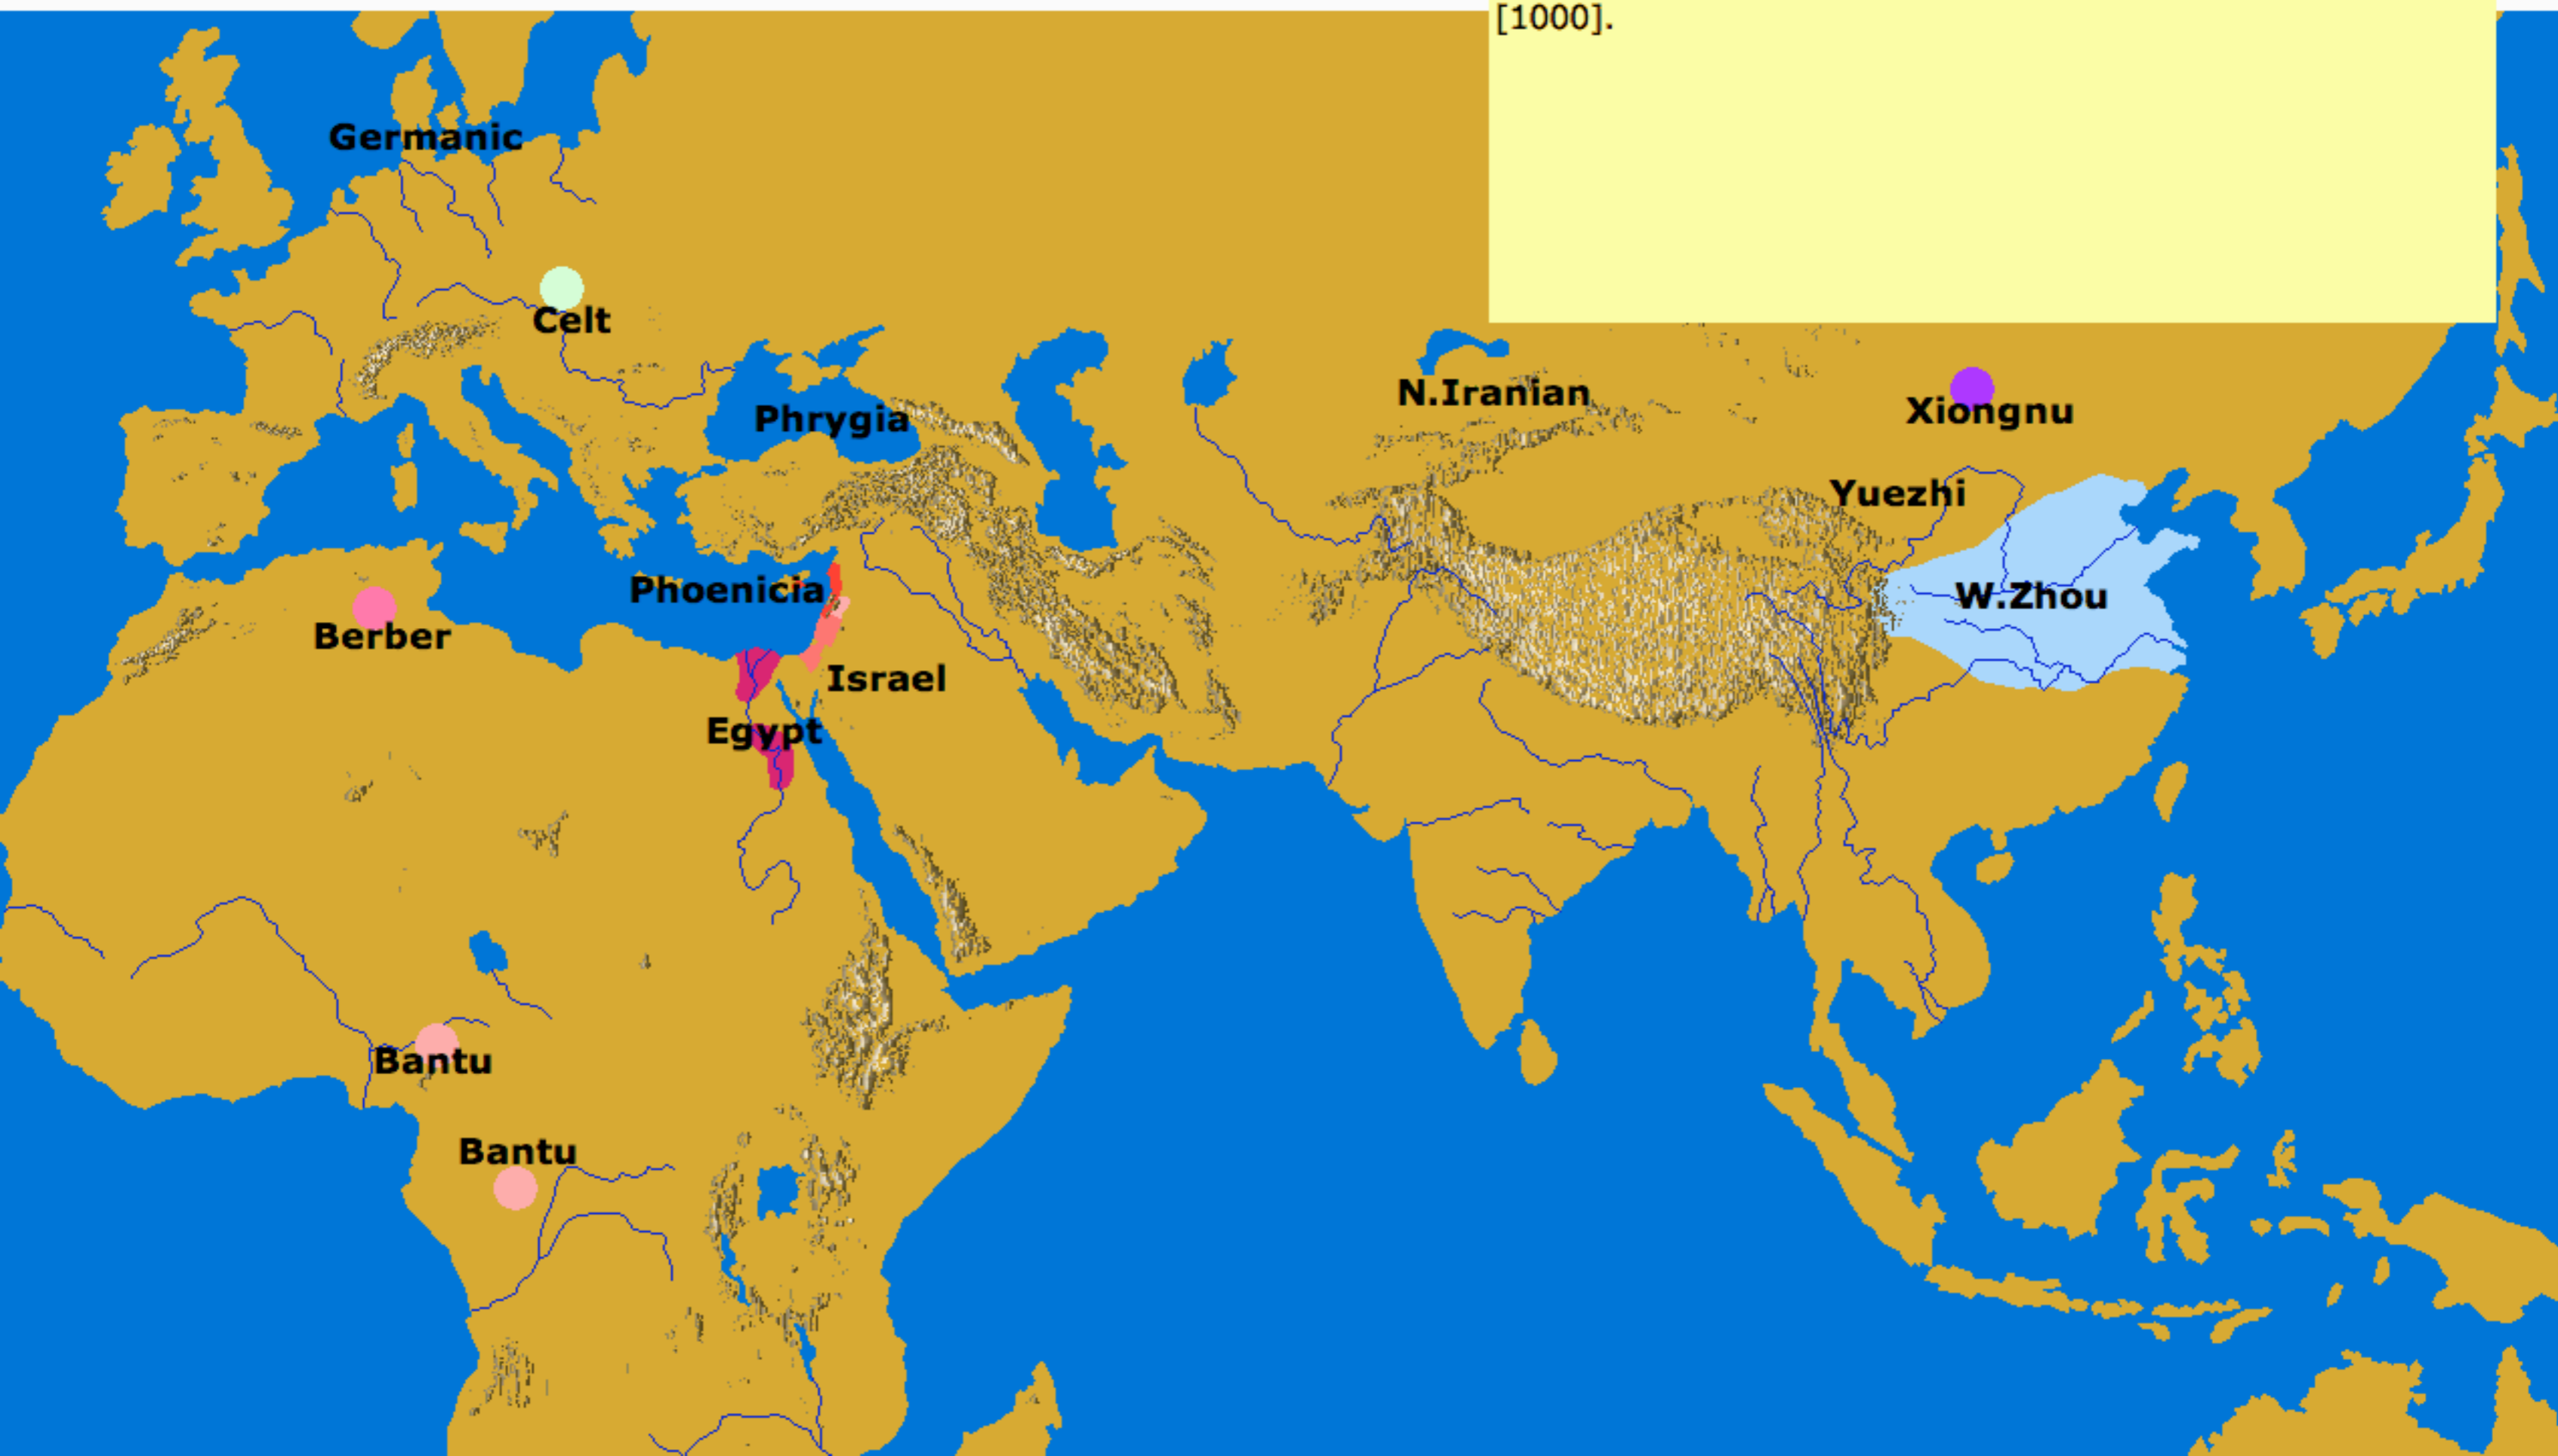 [1000].
Germanic
Celt
N.Iranian
Xiongnu
Phrygia
Yuezhi
Phoenicia
W.Zhou
Berber
Israel
Egypt
Bantu
Bantu